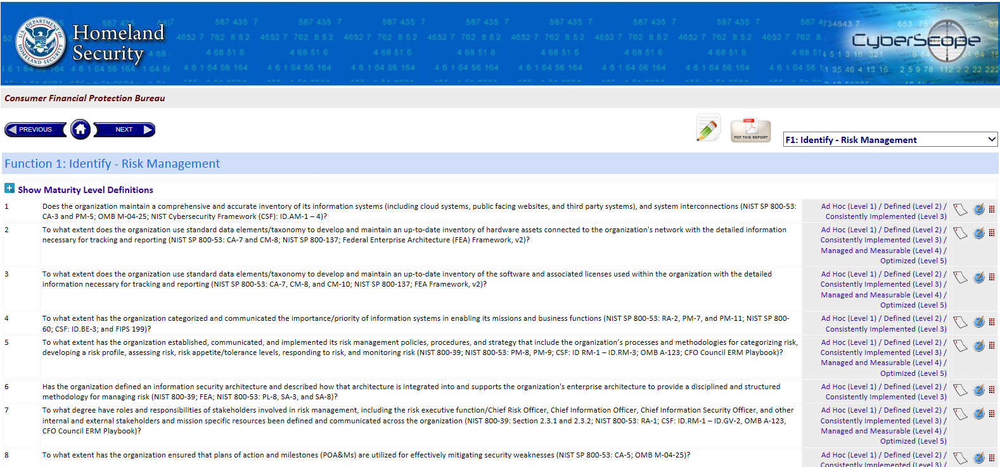 Homeland
Security
CyberScope
Consumer Financial Protection Bureau
PREVIOUS
NEXT
PDF
PDF THIS REPORT
F1: Identify - Risk Management
Function 1: Identify - Risk Management
Show Maturity Level Definitions
1
Does the organization maintain a comprehensive and accurate inventory of its information systems (including cloud systems, public facing websites, and third party systems), and system interconnections (NIST SP 800-53:
CA-3 and PM-5; OMB M-04-25; NIST Cybersecurity Framework (CSF): ID.AM-1 – 4)?
Ad Hoc (Level 1) / Defined (Level 2) /
Consistently Implemented (Level 3)
2
To what extent does the organization use standard data elements/taxonomy to develop and maintain an up-to-date inventory of hardware assets connected to the organization's network with the detailed information
necessary for tracking and reporting (NIST SP 800-53: CA-7 and CM-8; NIST SP 800-137; Federal Enterprise Architecture (FEA) Framework, v2)?
Ad Hoc (Level 1) / Defined (Level 2) /
Consistently Implemented (Level 3) /
Managed and Measurable (Level 4) /
Optimized (Level 5)
3
To what extent does the organization use standard data elements/taxonomy to develop and maintain an up-to-date inventory of the software and associated licenses used within the organization with the detailed
information necessary for tracking and reporting (NIST SP 800-53: CA-7, CM-8, and CM-10; NIST SP 800-137; FEA Framework, v2)?
Ad Hoc (Level 1) / Defined (Level 2) /
Consistently Implemented (Level 3) /
Managed and Measurable (Level 4) /
Optimized (Level 5)
4
To what extent has the organization categorized and communicated the importance/priority of information systems in enabling its missions and business functions (NIST SP 800-53: RA-2, PM-7, and PM-11; NIST SP 800-
60; CSF: ID.BE-3; and FIPS 199)?
Ad Hoc (Level 1) / Defined (Level 2) /
Consistently Implemented (Level 3)
5
To what extent has the organization established, communicated, and implemented its risk management policies, procedures, and strategy that include the organization’s processes and methodologies for categorizing risk,
developing a risk profile, assessing risk, risk appetite/tolerance levels, responding to risk, and monitoring risk (NIST 800-39; NIST 800-53: PM-8, PM-9; CSF: ID RM-1 – ID.RM-3; OMB A-123; CFO Council ERM Playbook)?
Ad Hoc (Level 1) / Defined (Level 2) /
Consistently Implemented (Level 3) /
Managed and Measurable (Level 4) /
Optimized (Level 5)
6
Has the organization defined an information security architecture and described how that architecture is integrated into and supports the organization's enterprise architecture to provide a disciplined and structured
methodology for managing risk (NIST 800-39; FEA; NIST 800-53: PL-8, SA-3, and SA-8)?
Ad Hoc (Level 1) / Defined (Level 2) /
Consistently Implemented (Level 3)
7
To what degree have roles and responsibilities of stakeholders involved in risk management, including the risk executive function/Chief Risk Officer, Chief Information Officer, Chief Information Security Officer, and other
internal and external stakeholders and mission specific resources been defined and communicated across the organization (NIST 800-39: Section 2.3.1 and 2.3.2; NIST 800-53: RA-1; CSF: ID.RM-1 – ID.GV-2, OMB A-123,
CFO Council ERM Playbook)?
Ad Hoc (Level 1) / Defined (Level 2) /
Consistently Implemented (Level 3) /
Managed and Measurable (Level 4) /
Optimized (Level 5)
8
To what extent has the organization ensured that plans of action and milestones (POA&Ms) are utilized for effectively mitigating security weaknesses (NIST SP 800-53: CA-5; OMB M-04-25)?
Ad Hoc (Level 1) / Defined (Level 2) /
Consistently Implemented (Level 3) /